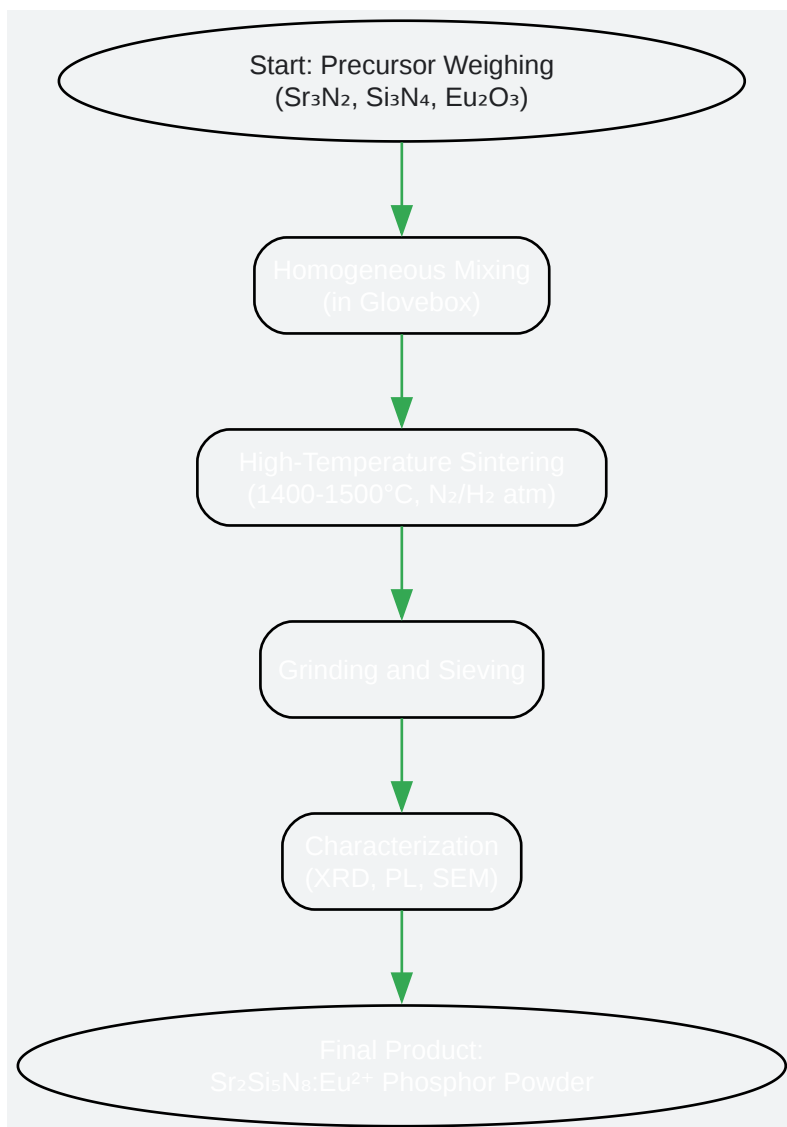 Start: Precursor Weighing
(Sr₃N₂, Si₃N₄, Eu₂O₃)
Homogeneous Mixing
(in Glovebox)
High-Temperature Sintering
(1400-1500°C, N₂/H₂ atm)
Grinding and Sieving
Characterization
(XRD, PL, SEM)
Final Product:
Sr₂Si₅N₈:Eu²⁺ Phosphor Powder